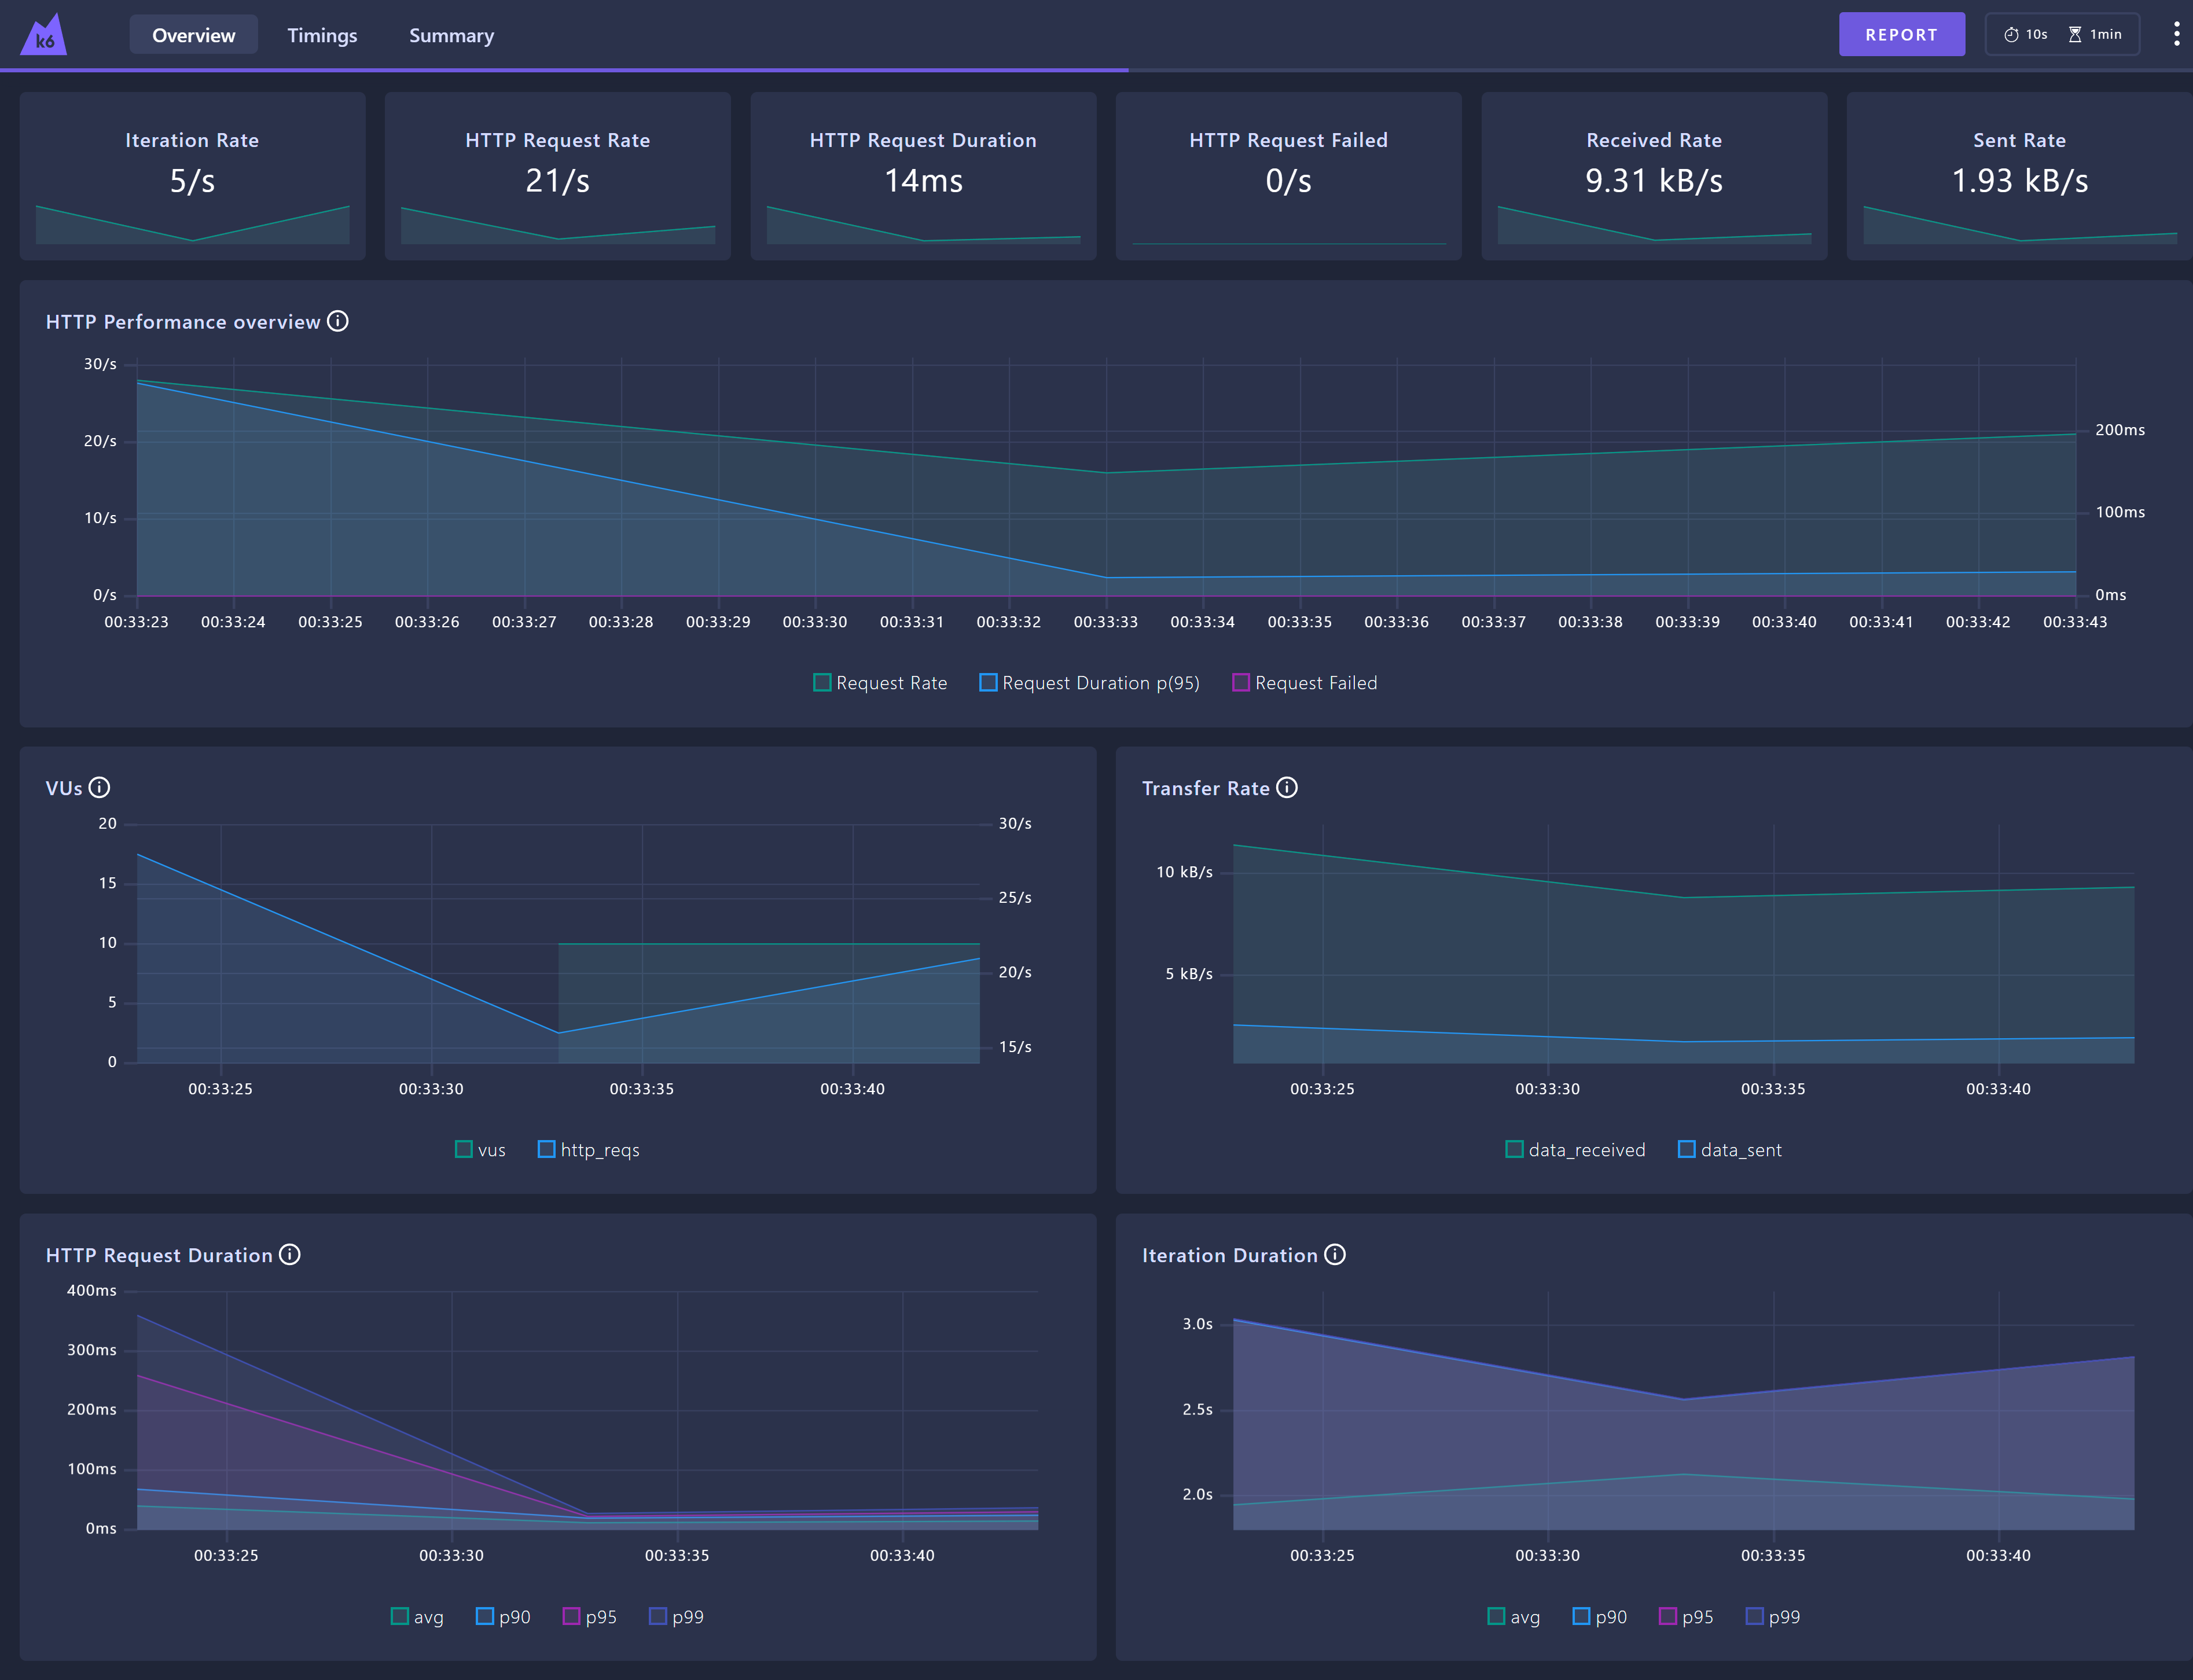 k6 Overview Timings Summary REPORT 10s 1min
Iteration Rate
5/s
HTTP Request Rate
21/s
HTTP Request Duration
14ms
HTTP Request Failed
0/s
Received Rate
9.31 kB/s
Sent Rate
1.93 kB/s
HTTP Performance overview
30/s
20/s
10/s
0/s
200ms
100ms
0ms
00:33:23 00:33:24 00:33:25 00:33:26 00:33:27 00:33:28 00:33:29 00:33:30 00:33:31 00:33:32 00:33:33 00:33:34 00:33:35 00:33:36 00:33:37 00:33:38 00:33:39 00:33:40 00:33:41 00:33:42 00:33:43
Request Rate Request Duration p(95) Request Failed
VUs
20
15
10
5
0
30/s
25/s
20/s
15/s
00:33:25 00:33:30 00:33:35 00:33:40
vus http_reqs
Transfer Rate
10 kB/s
5 kB/s
00:33:25 00:33:30 00:33:35 00:33:40
data_received data_sent
HTTP Request Duration
400ms
300ms
200ms
100ms
0ms
00:33:25 00:33:30 00:33:35 00:33:40
avg p90 p95 p99
Iteration Duration
3.0s
2.5s
2.0s
00:33:25 00:33:30 00:33:35 00:33:40
avg p90 p95 p99